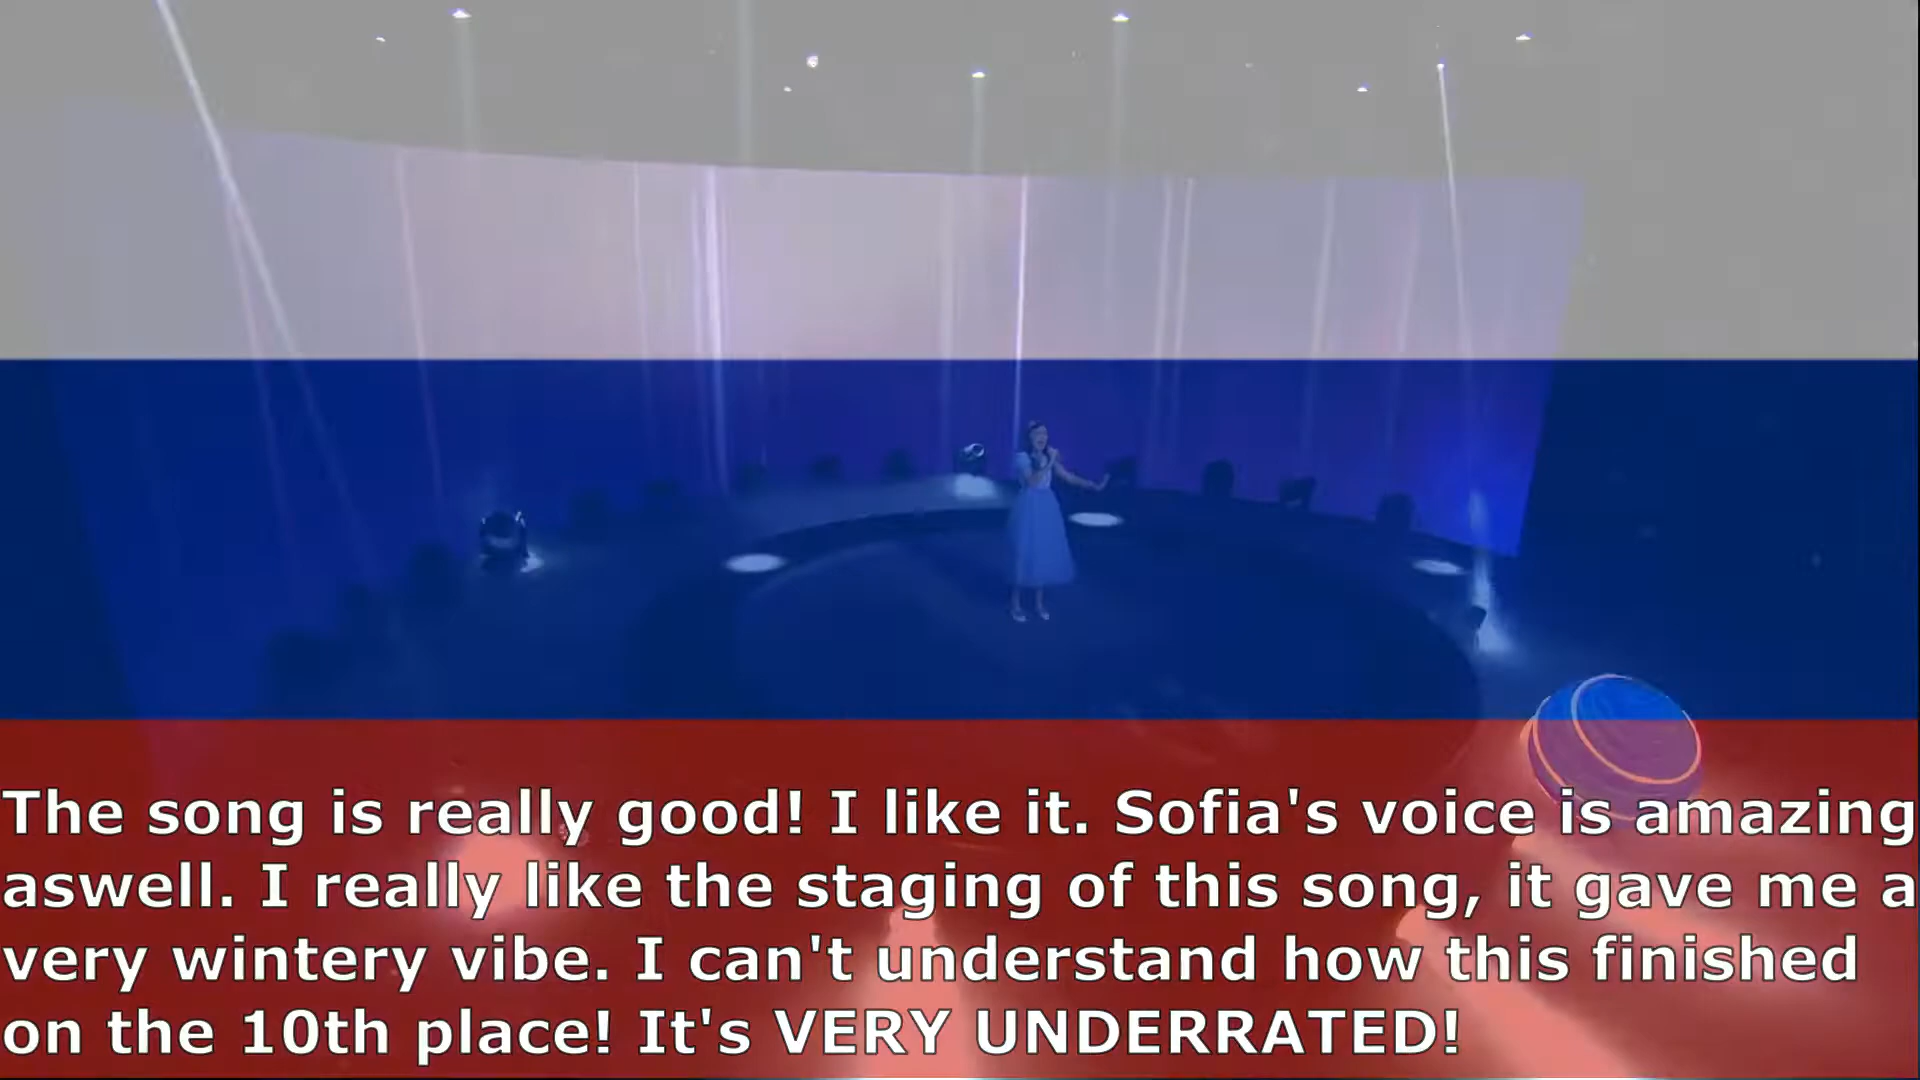 The song is really good! I like it. Sofia's voice is amazing
aswell. I really like the staging of this song, it gave me a
very wintery vibe. I can't understand how this finished
on the 10th place! It's VERY UNDERRATED!